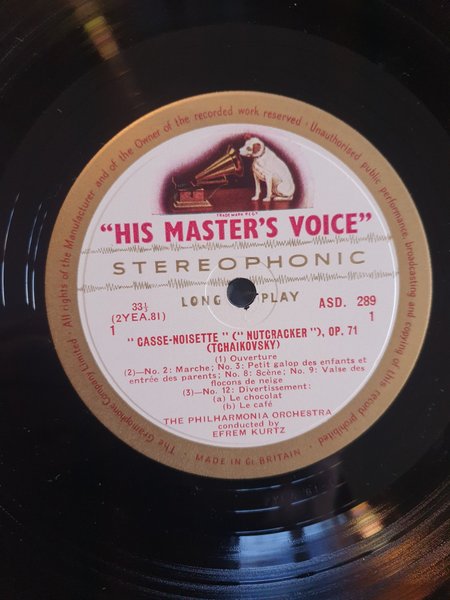 All rights of the Manufacturer and of the Owner of the recorded work reserved · Unauthorised public performance, broadcasting and copying of this record prohibited · The Gramophone Company Limited ·
TRADE MARK
"HIS MASTER'S VOICE"
STEREOPHONIC
LONG PLAY
33⅓
(2YEA.81)
1
ASD. 289
1
" CASSE-NOISETTE " (" NUTCRACKER "), OP. 71
(TCHAIKOVSKY)
(1) Ouverture
(2)—No. 2: Marche; No. 3: Petit galop des enfants et
entrée des parents; No. 8: Scène; No. 9: Valse des
flocons de neige
(3)—No. 12: Divertissement:
(a) Le chocolat
(b) Le café
THE PHILHARMONIA ORCHESTRA
conducted by
EFREM KURTZ
MADE IN Gt BRITAIN